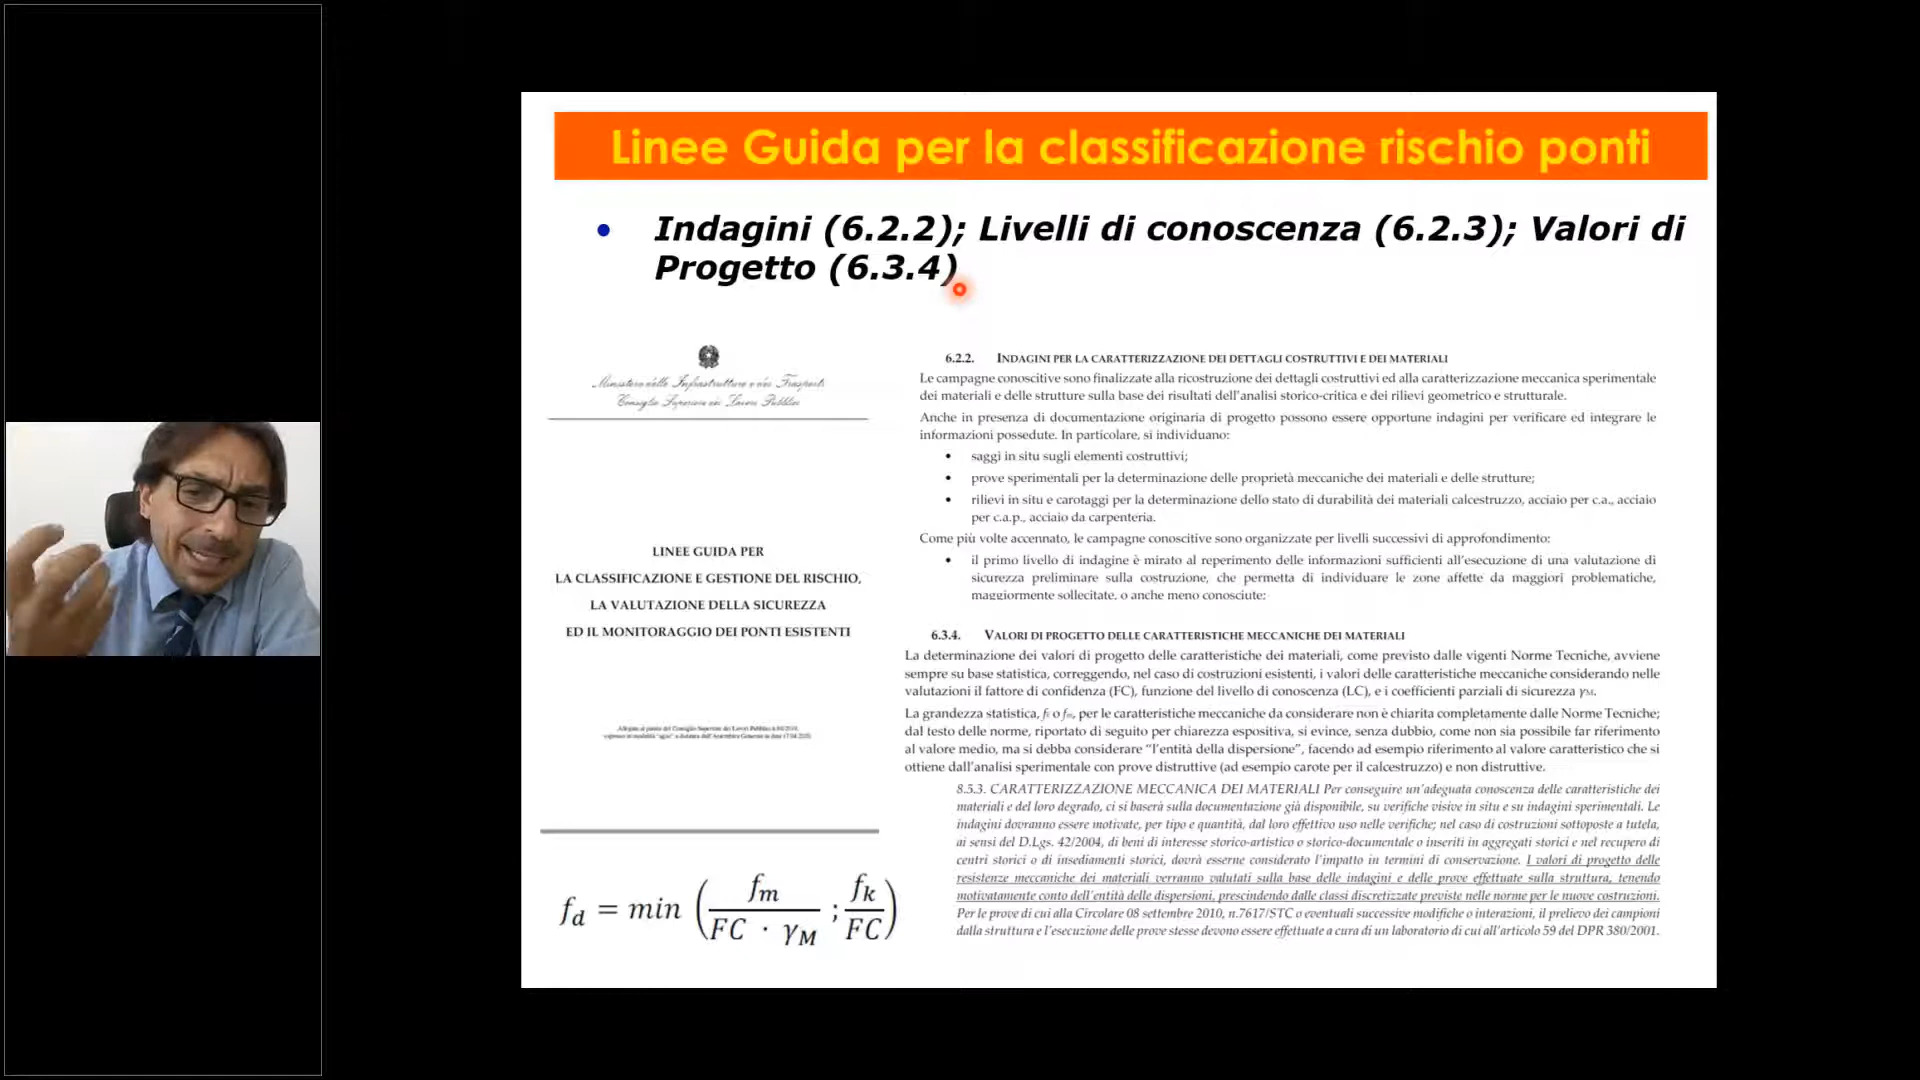 Linee Guida per la classificazione rischio ponti
• Indagini (6.2.2); Livelli di conoscenza (6.2.3); Valori di
Progetto (6.3.4)
Ministero delle Infrastrutture e dei Trasporti
Consiglio Superiore dei Lavori Pubblici
LINEE GUIDA PER
LA CLASSIFICAZIONE E GESTIONE DEL RISCHIO,
LA VALUTAZIONE DELLA SICUREZZA
ED IL MONITORAGGIO DEI PONTI ESISTENTI
f_d = min (f_m / (FC · γ_M) ; f_k / FC)
6.2.2. INDAGINI PER LA CARATTERIZZAZIONE DEI DETTAGLI COSTRUTTIVI E DEI MATERIALI
Le campagne conoscitive sono finalizzate alla ricostruzione dei dettagli costruttivi ed alla caratterizzazione meccanica sperimentale
dei materiali e delle strutture sulla base dei risultati dell'analisi storico-critica e dei rilievi geometrico e strutturale.
Anche in presenza di documentazione originaria di progetto possono essere opportune indagini per verificare ed integrare le
informazioni possedute. In particolare, si individuano:
• saggi in situ sugli elementi costruttivi;
• prove sperimentali per la determinazione delle proprietà meccaniche dei materiali e delle strutture;
• rilievi in situ e carotaggi per la determinazione dello stato di durabilità dei materiali calcestruzzo, acciaio per c.a., acciaio
per c.a.p., acciaio da carpenteria.
Come più volte accennato, le campagne conoscitive sono organizzate per livelli successivi di approfondimento:
• il primo livello di indagine è mirato al reperimento delle informazioni sufficienti all'esecuzione di una valutazione di
sicurezza preliminare sulla costruzione, che permetta di individuare le zone affette da maggiori problematiche,
maggiormente sollecitate, o anche meno conosciute;
6.3.4. VALORI DI PROGETTO DELLE CARATTERISTICHE MECCANICHE DEI MATERIALI
La determinazione dei valori di progetto delle caratteristiche dei materiali, come previsto dalle vigenti Norme Tecniche, avviene
sempre su base statistica, correggendo, nel caso di costruzioni esistenti, i valori delle caratteristiche meccaniche considerando nelle
valutazioni il fattore di confidenza (FC), funzione del livello di conoscenza (LC), e i coefficienti parziali di sicurezza γM.
La grandezza statistica, fk o fm, per le caratteristiche meccaniche da considerare non è chiarita completamente dalle Norme Tecniche;
dal testo delle norme, riportato di seguito per chiarezza espositiva, si evince, senza dubbio, come non sia possibile far riferimento
al valore medio, ma si debba considerare "l'entità della dispersione", facendo ad esempio riferimento al valore caratteristico che si
ottiene dall'analisi sperimentale con prove distruttive (ad esempio carote per il calcestruzzo) e non distruttive.
8.5.3. CARATTERIZZAZIONE MECCANICA DEI MATERIALI Per conseguire un'adeguata conoscenza delle caratteristiche dei
materiali e del loro degrado, ci si baserà sulla documentazione già disponibile, su verifiche visive in situ e su indagini sperimentali. Le
indagini dovranno essere motivate, per tipo e quantità, dal loro effettivo uso nelle verifiche; nel caso di costruzioni sottoposte a tutela,
ai sensi del D.Lgs. 42/2004, di beni di interesse storico-artistico o storico-documentale o inseriti in aggregati storici e nel recupero di
centri storici o di insediamenti storici, dovrà esserne considerato l'impatto in termini di conservazione. I valori di progetto delle
resistenze meccaniche dei materiali verranno valutati sulla base delle indagini e delle prove effettuate sulla struttura, tenendo
motivatamente conto dell'entità delle dispersioni, prescindendo dalle classi discretizzate previste nelle norme per le nuove costruzioni.
Per le prove di cui alla Circolare 08 settembre 2010, n.7617/STC o eventuali successive modifiche o interazioni, il prelievo dei campioni
dalla struttura e l'esecuzione delle prove stesse devono essere effettuate a cura di un laboratorio di cui all'articolo 59 del DPR 380/2001.